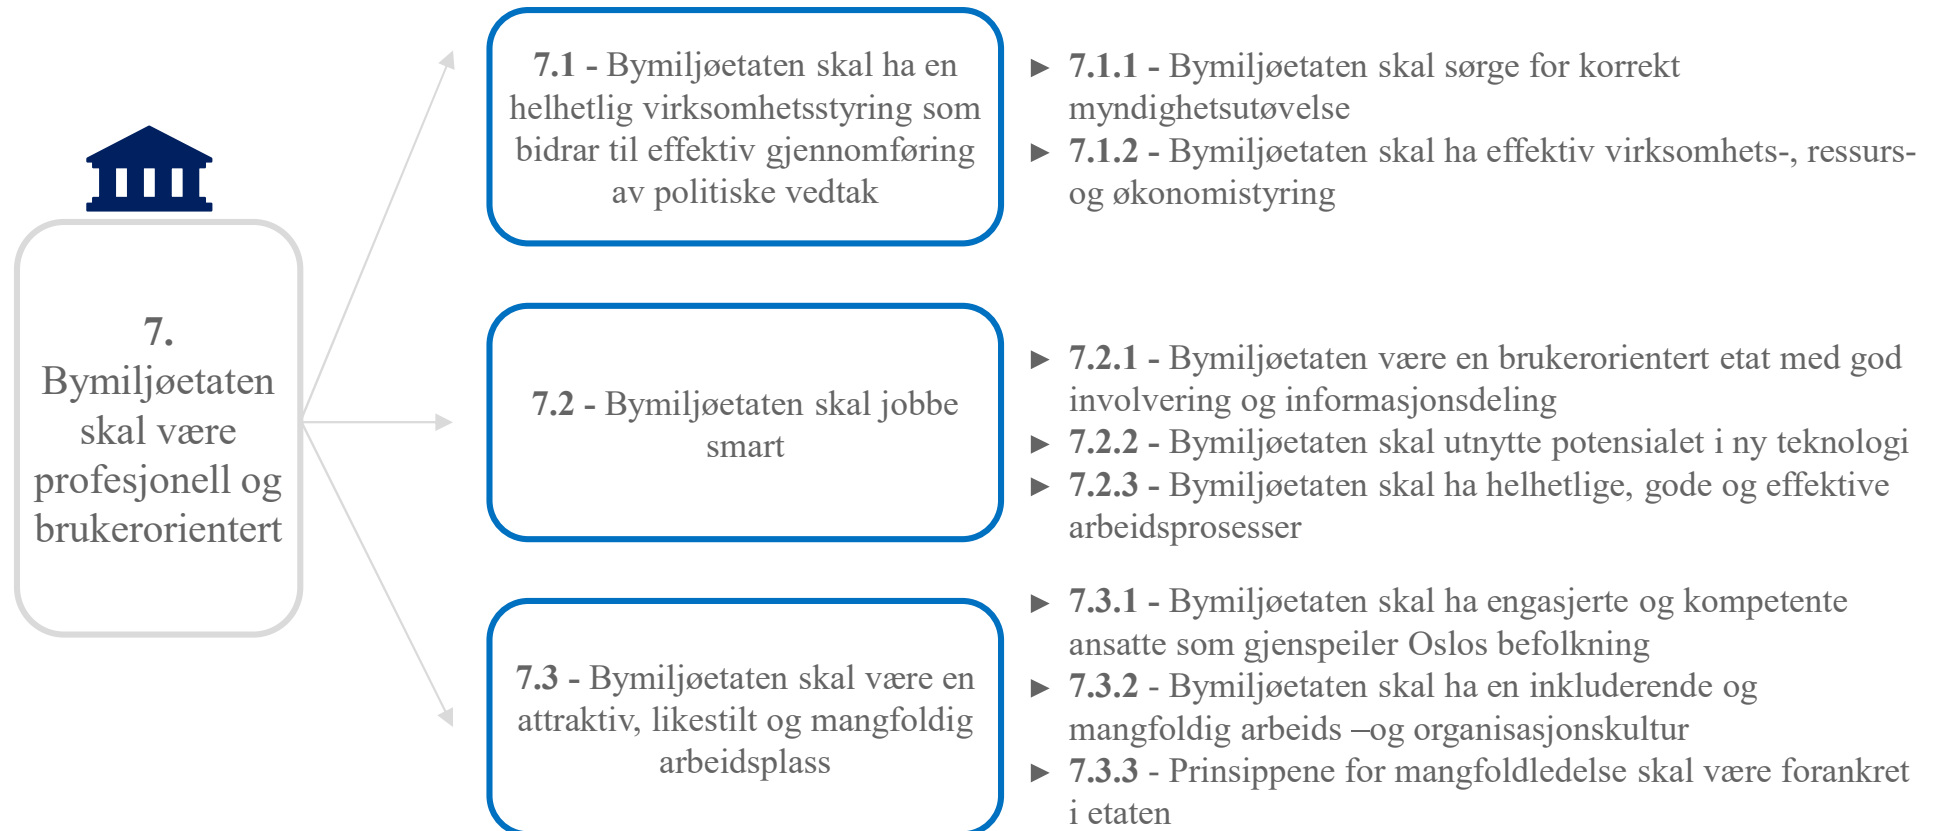 7.
Bymiljøetaten
skal være
profesjonell og
brukerorientert
7.1 - Bymiljøetaten skal ha en
helhetlig virksomhetsstyring som
bidrar til effektiv gjennomføring
av politiske vedtak
► 7.1.1 - Bymiljøetaten skal sørge for korrekt
myndighetsutøvelse
► 7.1.2 - Bymiljøetaten skal ha effektiv virksomhets-, ressurs-
og økonomistyring
7.2 - Bymiljøetaten skal jobbe
smart
► 7.2.1 - Bymiljøetaten være en brukerorientert etat med god
involvering og informasjonsdeling
► 7.2.2 - Bymiljøetaten skal utnytte potensialet i ny teknologi
► 7.2.3 - Bymiljøetaten skal ha helhetlige, gode og effektive
arbeidsprosesser
7.3 - Bymiljøetaten skal være en
attraktiv, likestilt og mangfoldig
arbeidsplass
► 7.3.1 - Bymiljøetaten skal ha engasjerte og kompetente
ansatte som gjenspeiler Oslos befolkning
► 7.3.2 - Bymiljøetaten skal ha en inkluderende og
mangfoldig arbeids –og organisasjonskultur
► 7.3.3 - Prinsippene for mangfoldledelse skal være forankret
i etaten